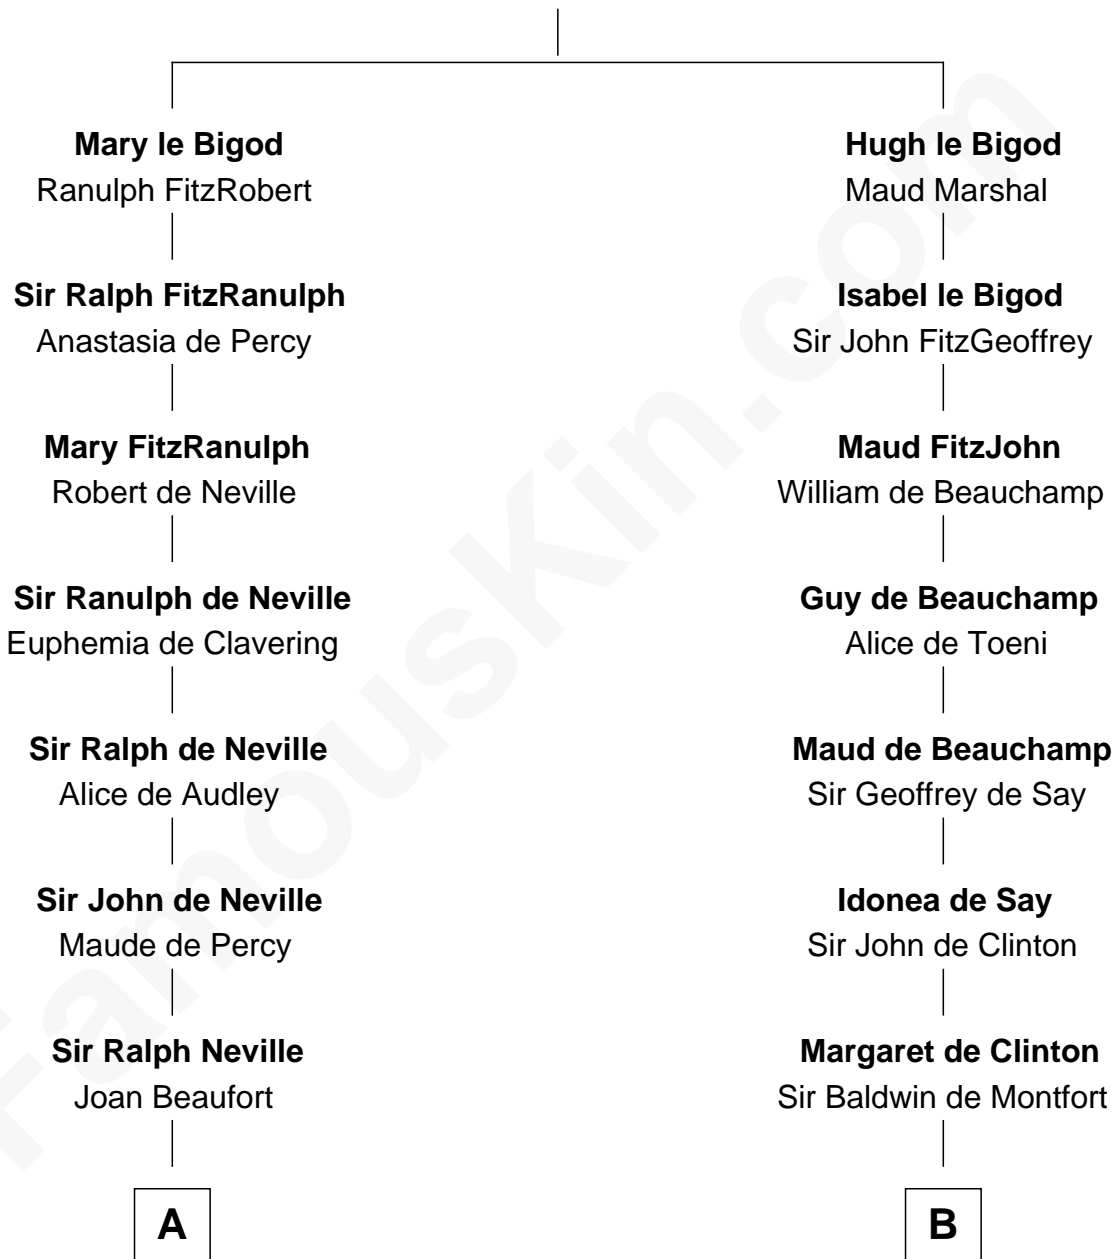 Mary le Bigod
Ranulph FitzRobert
Sir Ralph FitzRanulph
Anastasia de Percy
Mary FitzRanulph
Robert de Neville
Sir Ranulph de Neville
Euphemia de Clavering
Sir Ralph de Neville
Alice de Audley
Sir John de Neville
Maude de Percy
Sir Ralph Neville
Joan Beaufort
A
Hugh le Bigod
Maud Marshal
Isabel le Bigod
Sir John FitzGeoffrey
Maud FitzJohn
William de Beauchamp
Guy de Beauchamp
Alice de Toeni
Maud de Beauchamp
Sir Geoffrey de Say
Idonea de Say
Sir John de Clinton
Margaret de Clinton
Sir Baldwin de Montfort
B
FamousKin.com